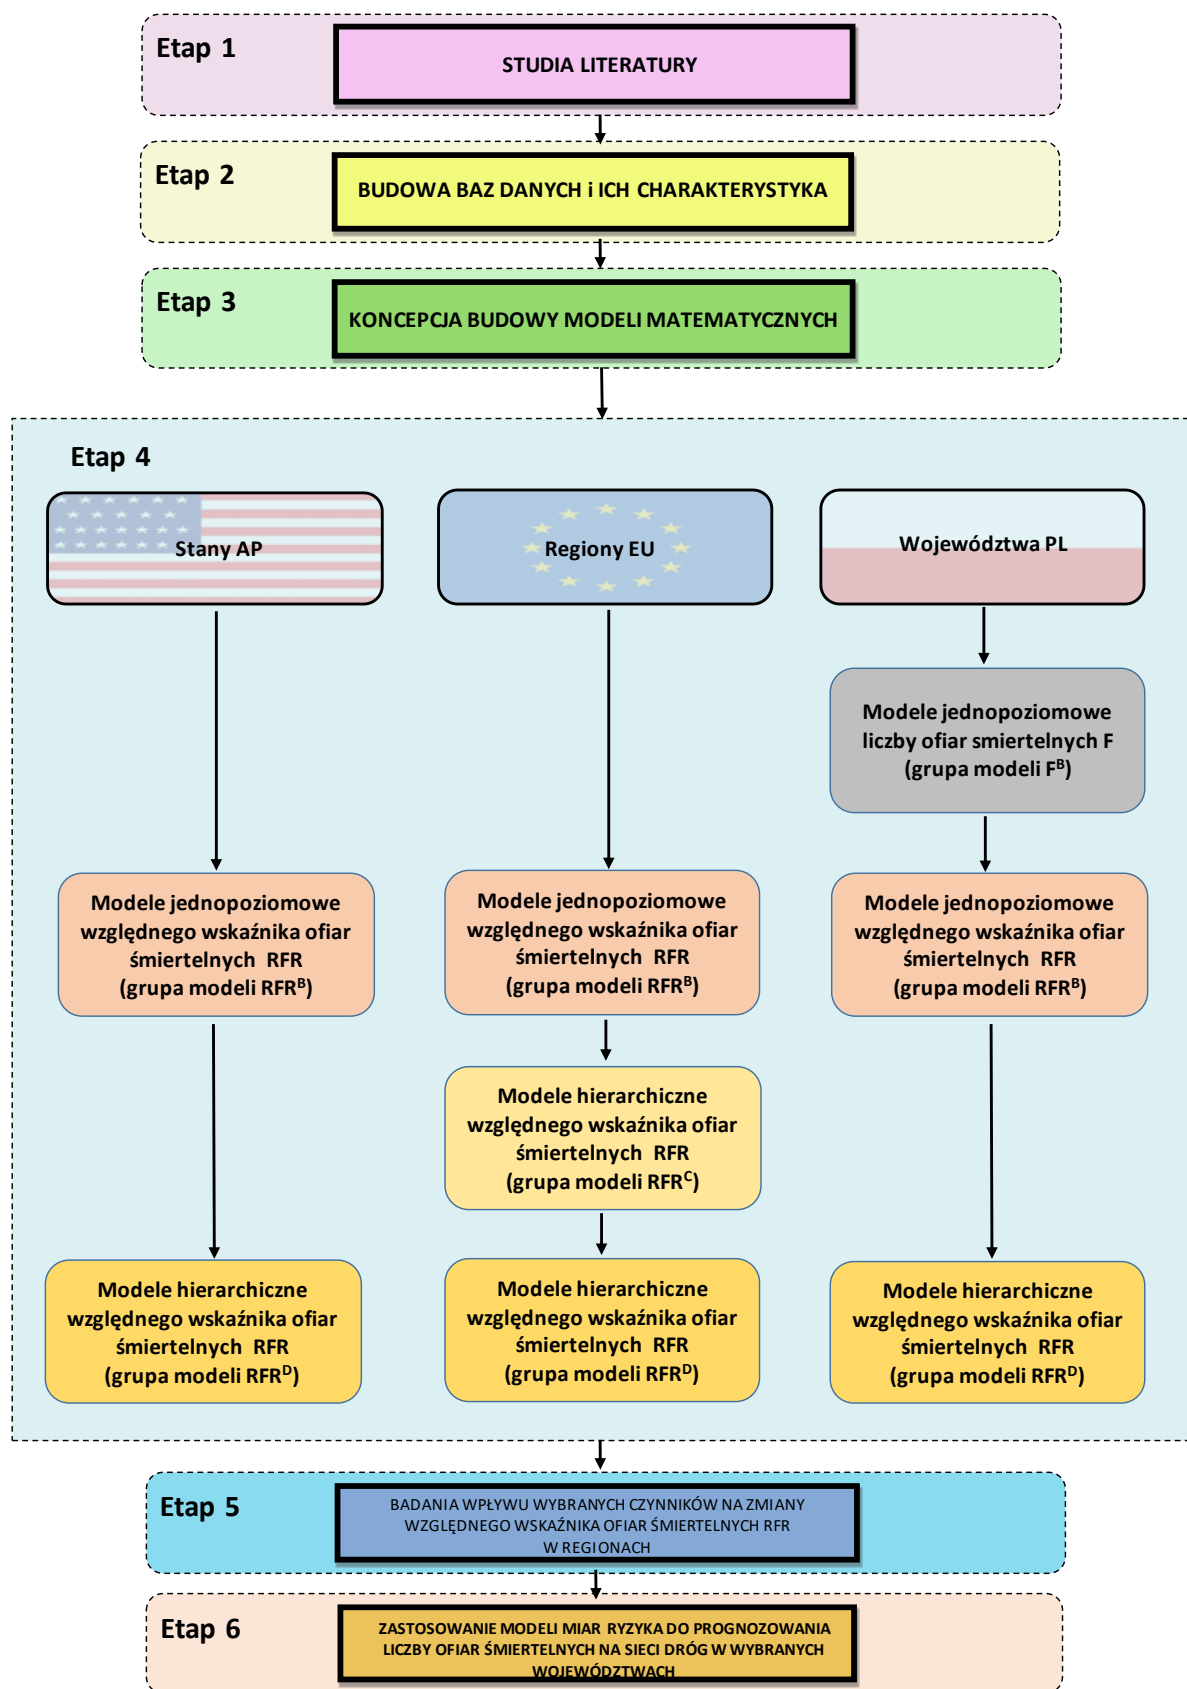 Etap 1
STUDIA LITERATURY
Etap 2
BUDOWA BAZ DANYCH i ICH CHARAKTERYSTYKA
Etap 3
KONCEPCJA BUDOWY MODELI MATEMATYCZNYCH
Etap 4
Stany AP
Regiony EU
Województwa PL
Modele jednopoziomowe
liczby ofiar smiertelnych F
(grupa modeli F^B)
Modele jednopoziomowe
względnego wskaźnika ofiar
śmiertelnych RFR
(grupa modeli RFR^B)
Modele jednopoziomowe
względnego wskaźnika ofiar
śmiertelnych RFR
(grupa modeli RFR^B)
Modele jednopoziomowe
względnego wskaźnika ofiar
śmiertelnych RFR
(grupa modeli RFR^B)
Modele hierarchiczne
względnego wskaźnika ofiar
śmiertelnych RFR
(grupa modeli RFR^C)
Modele hierarchiczne
względnego wskaźnika ofiar
śmiertelnych RFR
(grupa modeli RFR^D)
Modele hierarchiczne
względnego wskaźnika ofiar
śmiertelnych RFR
(grupa modeli RFR^D)
Modele hierarchiczne
względnego wskaźnika ofiar
śmiertelnych RFR
(grupa modeli RFR^D)
Etap 5
BADANIA WPŁYWU WYBRANYCH CZYNNIKÓW NA ZMIANY
WZGLĘDNEGO WSKAŹNIKA OFIAR ŚMIERTELNYCH RFR
W REGIONACH
Etap 6
ZASTOSOWANIE MODELI MIAR RYZYKA DO PROGNOZOWANIA
LICZBY OFIAR ŚMIERTELNYCH NA SIECI DRÓG W WYBRANYCH
WOJEWÓDZTWACH